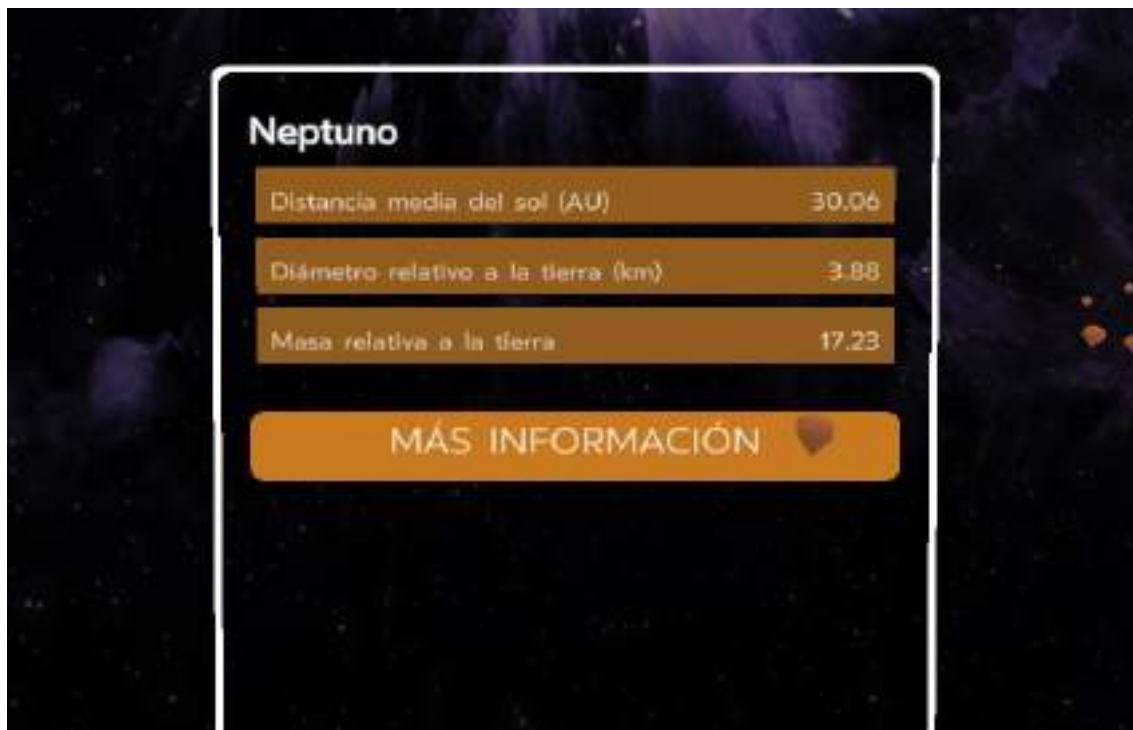 Neptuno
Distancia media del sol (AU) 30.06
Diámetro relativo a la tierra (km) 3.88
Masa relativa a la tierra 17.23
MÁS INFORMACIÓN